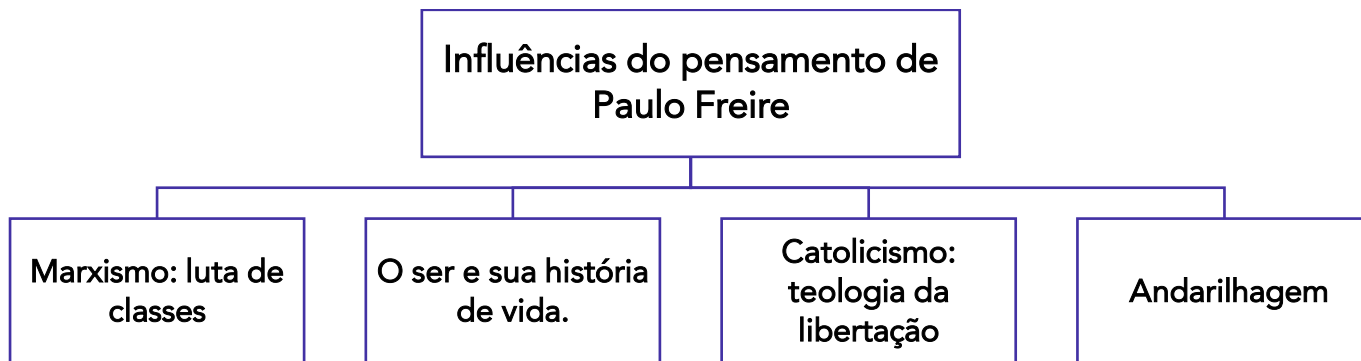 Influências do pensamento de
Paulo Freire
Marxismo: luta de
classes
O ser e sua história
de vida.
Catolicismo:
teologia da
libertação
Andarilhagem